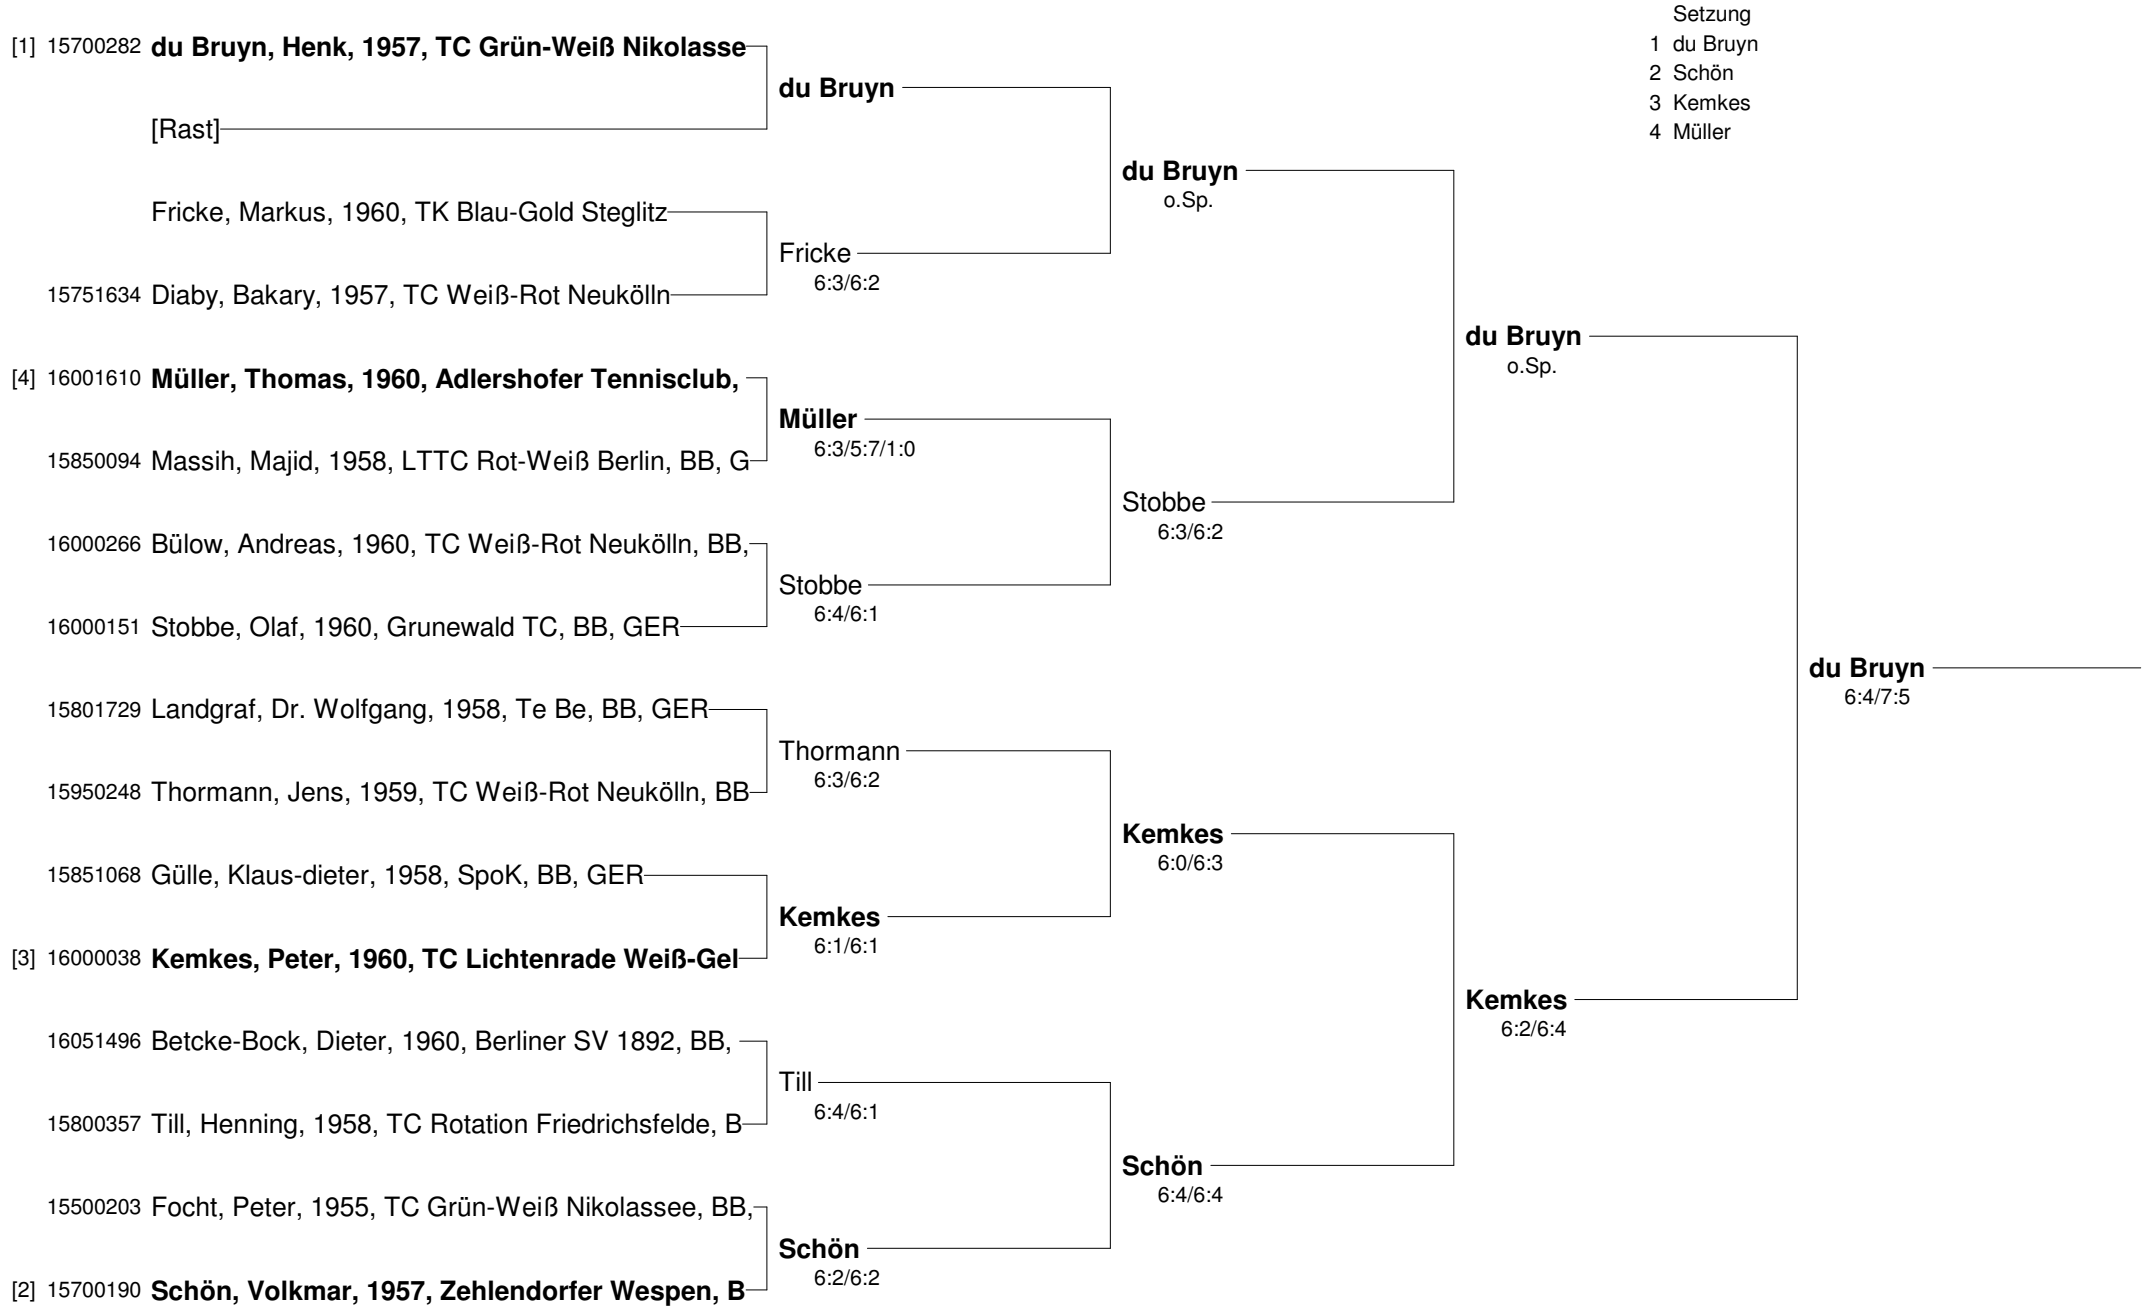 Setzung
1 du Bruyn
2 Schön
3 Kemkes
4 Müller
[1] 15700282 du Bruyn, Henk, 1957, TC Grün-Weiß Nikolasse
du Bruyn
[Rast]
du Bruyn
o.Sp.
Fricke, Markus, 1960, TK Blau-Gold Steglitz
Fricke
6:3/6:2
15751634 Diaby, Bakary, 1957, TC Weiß-Rot Neukölln
du Bruyn
o.Sp.
[4] 16001610 Müller, Thomas, 1960, Adlershofer Tennisclub,
Müller
6:3/5:7/1:0
15850094 Massih, Majid, 1958, LTTC Rot-Weiß Berlin, BB, G
Stobbe
6:3/6:2
16000266 Bülow, Andreas, 1960, TC Weiß-Rot Neukölln, BB,
Stobbe
6:4/6:1
16000151 Stobbe, Olaf, 1960, Grunewald TC, BB, GER
du Bruyn
6:4/7:5
15801729 Landgraf, Dr. Wolfgang, 1958, Te Be, BB, GER
Thormann
6:3/6:2
15950248 Thormann, Jens, 1959, TC Weiß-Rot Neukölln, BB
Kemkes
6:0/6:3
15851068 Gülle, Klaus-dieter, 1958, SpoK, BB, GER
Kemkes
6:1/6:1
[3] 16000038 Kemkes, Peter, 1960, TC Lichtenrade Weiß-Gel
Kemkes
6:2/6:4
16051496 Betcke-Bock, Dieter, 1960, Berliner SV 1892, BB,
Till
6:4/6:1
15800357 Till, Henning, 1958, TC Rotation Friedrichsfelde, B
Schön
6:4/6:4
15500203 Focht, Peter, 1955, TC Grün-Weiß Nikolassee, BB,
Schön
6:2/6:2
[2] 15700190 Schön, Volkmar, 1957, Zehlendorfer Wespen, B